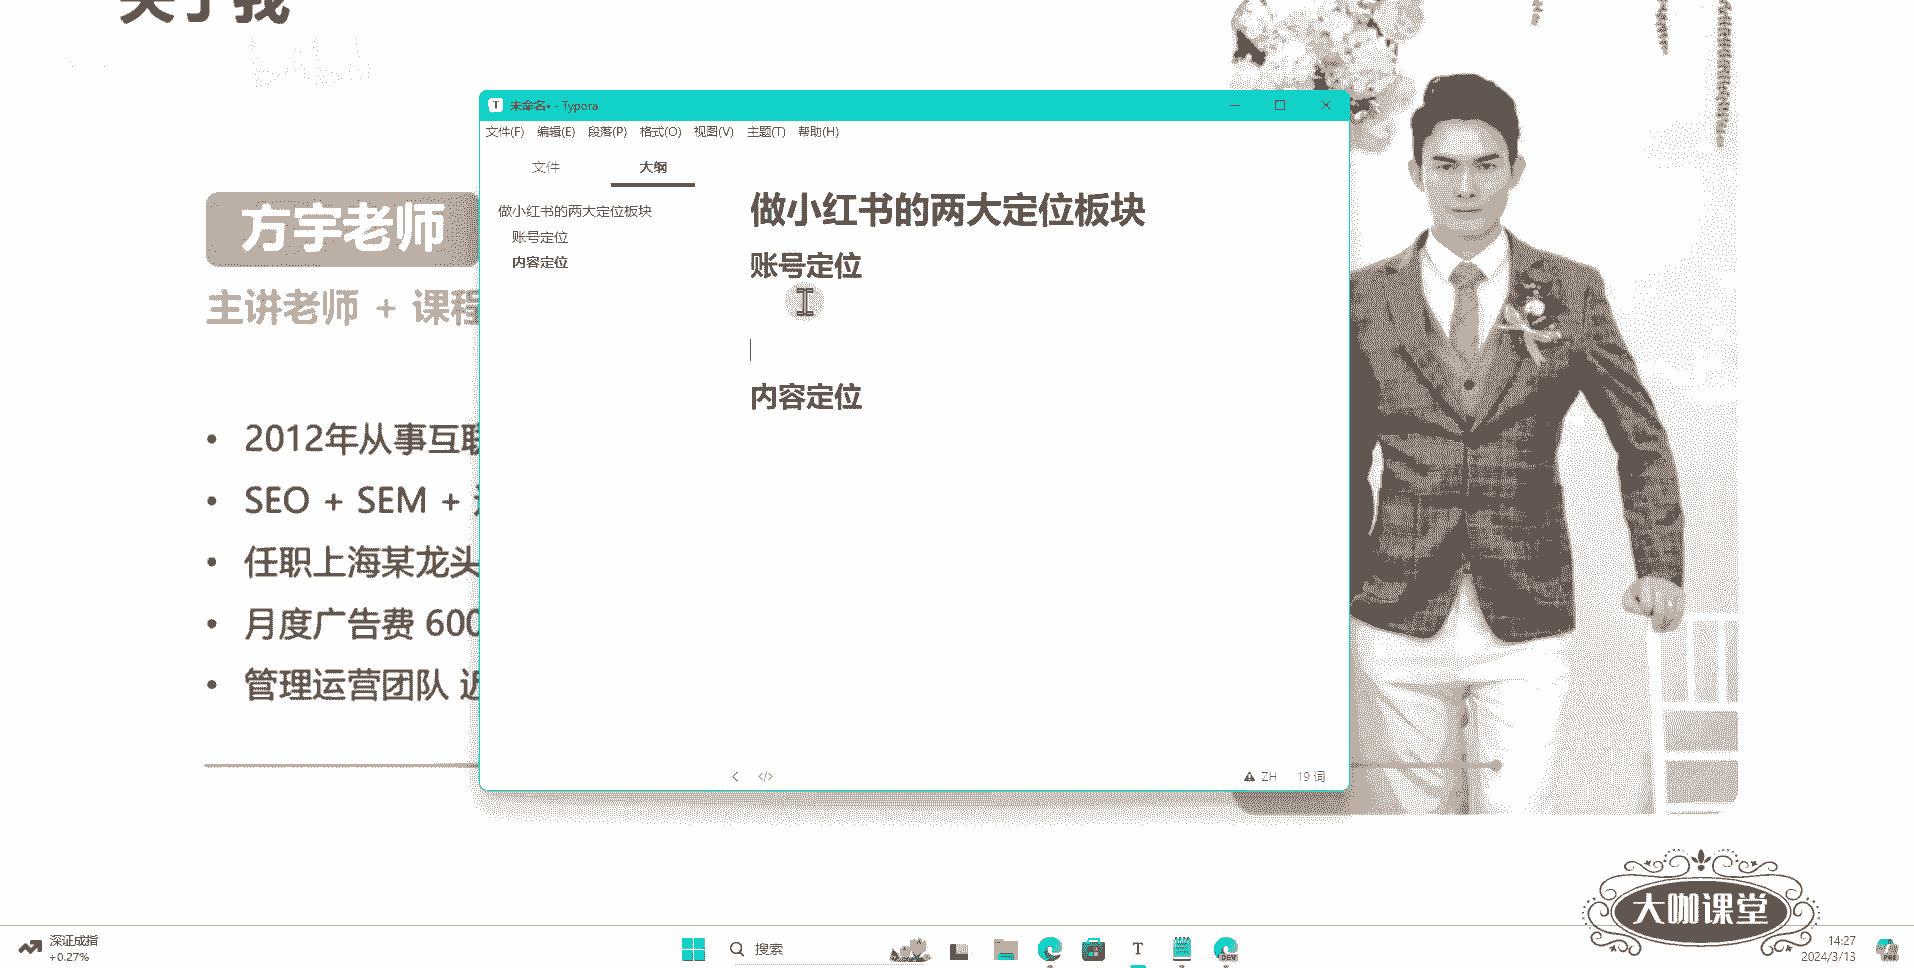 关于我
方宇老师
主讲老师 + 课程
2012年从事互联
SEO + SEM +
任职上海某龙头
月度广告费 600
管理运营团队 近
未命名• - Typora
文件(F) 编辑(E) 段落(P) 格式(O) 视图(V) 主题(T) 帮助(H)
文件 大纲
做小红书的两大定位板块
账号定位
内容定位
做小红书的两大定位板块
账号定位
内容定位
ZH 19 词
大咖课堂
深证成指
+0.27%
搜索
T
DEV
14:27
2024/3/13
PRE